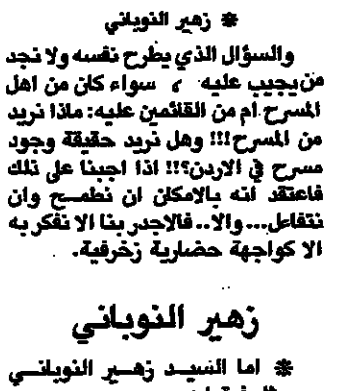 * زهير النوباني
والسؤال الذي يطرح نفسه ولا نجد
من يجيب عليه ، سواء كان من اهل
المسرح ام من القائمين عليه: ماذا نريد
من المسرح!!! وهل نريد حقيقة وجود
مسرح في الاردن؟!! اذا اجبنا على تلك
فاعتقد انه بالامكان ان نطمح وان
نتفاعل... والا.. فالاجدر بنا الا نفكر به
الا كواجهة حضارية زخرفية.
زهير النوباني
* اما السيد زهير النوباني